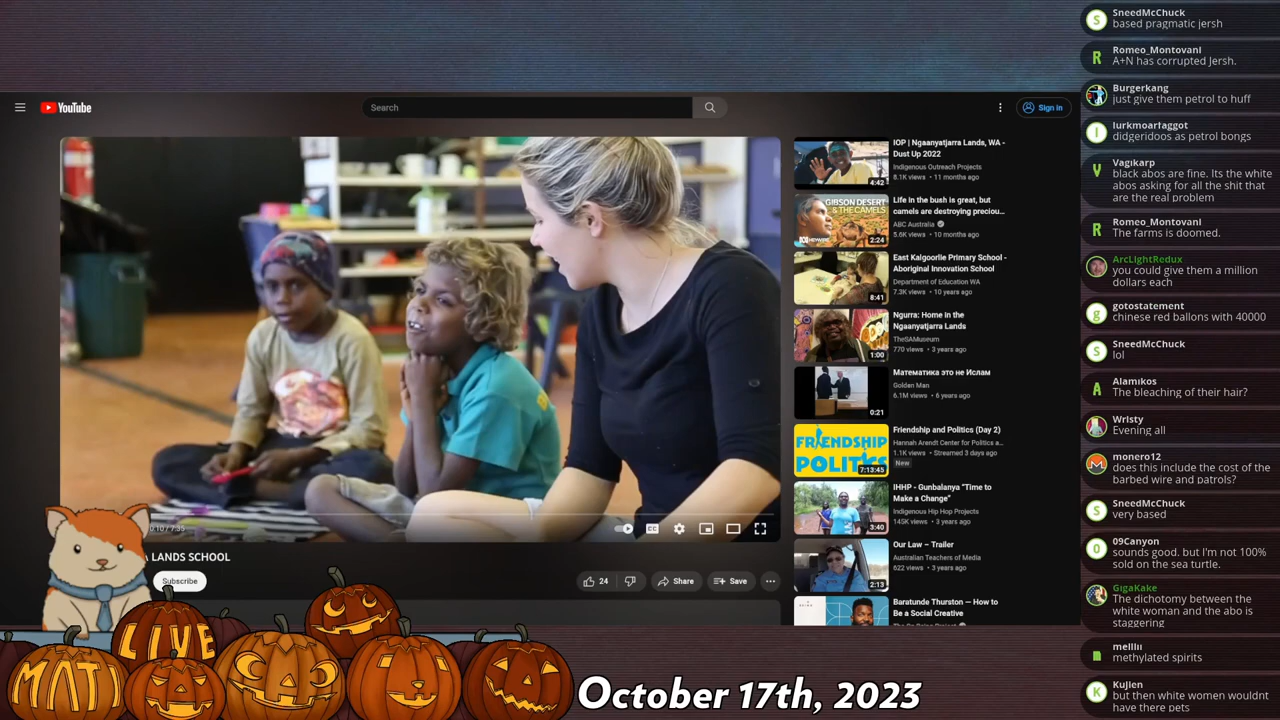 YouTube
Search
Sign in
0:10 / 7:35
CC
LANDS SCHOOL
Subscribe
24
Share
Save
IOP | Ngaanyatjarra Lands, WA -
Dust Up 2022
Indigenous Outreach Projects
8.1K views • 11 months ago
4:42
GIBSON DESERT
& THE CAMELS
Life in the bush is great, but
camels are destroying preciou...
ABC Australia
5.6K views • 10 months ago
2:24
East Kalgoorlie Primary School -
Aboriginal Innovation School
Department of Education WA
7.3K views • 10 years ago
8:41
Ngurra: Home in the
Ngaanyatjarra Lands
TheSAMuseum
770 views • 3 years ago
1:00
Математика это не Ислам
Golden Man
6.1M views • 6 years ago
0:21
FRIENDSHIP
POLITICS
7:13:45
Friendship and Politics (Day 2)
Hannah Arendt Center for Politics a...
1.1K views • Streamed 3 days ago
New
IHHP - Gunbalanya "Time to
Make a Change"
Indigenous Hip Hop Projects
145K views • 3 years ago
3:40
Our Law – Trailer
Australian Teachers of Media
622 views • 3 years ago
2:13
Baratunde Thurston — How to
Be a Social Creative
SneedMcChuck
based pragmatic jersh
Romeo_Montovani
A+N has corrupted Jersh.
Burgerkang
just give them petrol to huff
lurkmoarfaggot
didgeridoos as petrol bongs
Vagikarp
black abos are fine. Its the white
abos asking for all the shit that
are the real problem
Romeo_Montovani
The farms is doomed.
ArcLightRedux
you could give them a million
dollars each
gotostatement
chinese red ballons with 40000
SneedMcChuck
lol
Alamikos
The bleaching of their hair?
Wristy
Evening all
monero12
does this include the cost of the
barbed wire and patrols?
SneedMcChuck
very based
09Canyon
sounds good. but I'm not 100%
sold on the sea turtle.
GigaKake
The dichotomy between the
white woman and the abo is
staggering
melllii
methylated spirits
Kujlen
but then white women wouldnt
have there pets
LIVE
MATI
October 17th, 2023